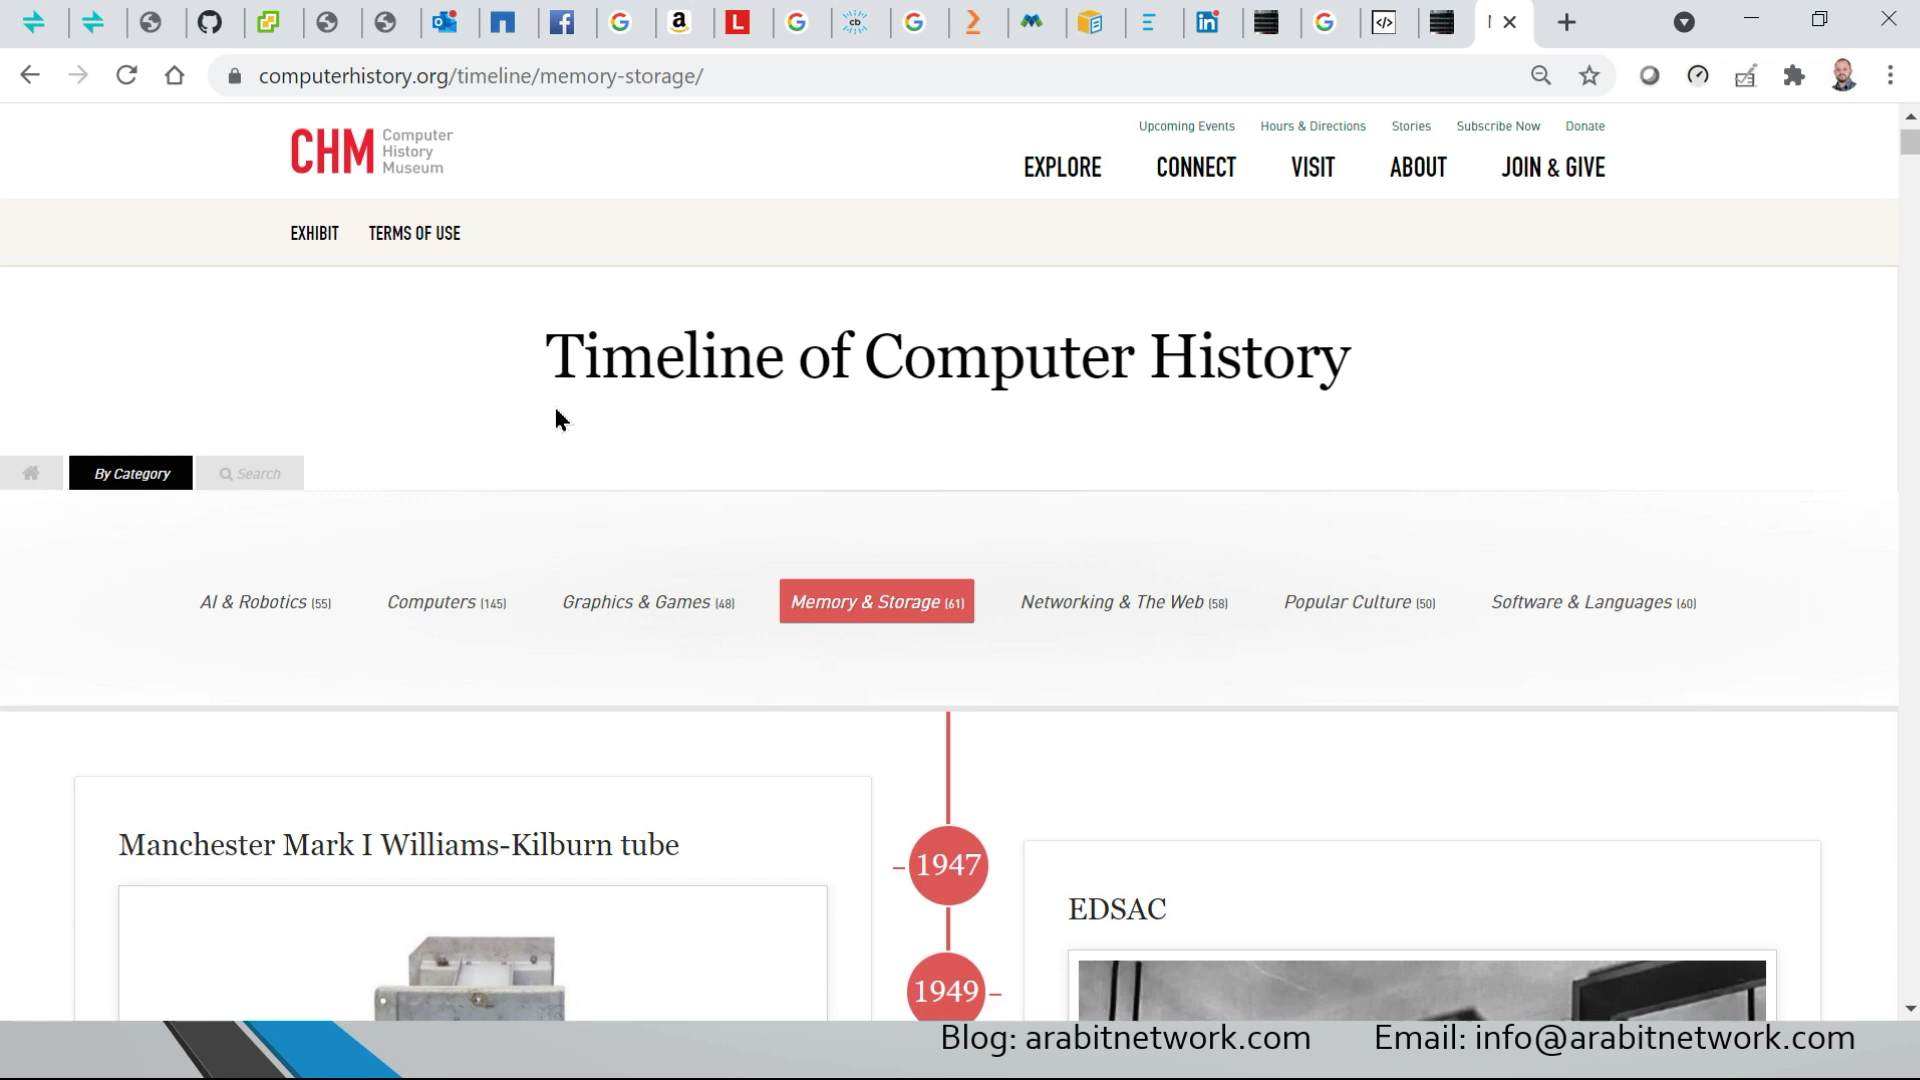 computerhistory.org/timeline/memory-storage/
CHM Computer
History
Museum
Upcoming Events Hours & Directions Stories Subscribe Now Donate
EXPLORE CONNECT VISIT ABOUT JOIN & GIVE
EXHIBIT TERMS OF USE
Timeline of Computer History
By Category Search
AI & Robotics (55) Computers (145) Graphics & Games (48) Memory & Storage (61) Networking & The Web (58) Popular Culture (50) Software & Languages (60)
Manchester Mark I Williams-Kilburn tube
1947
EDSAC
1949
Blog: arabitnetwork.com Email: info@arabitnetwork.com